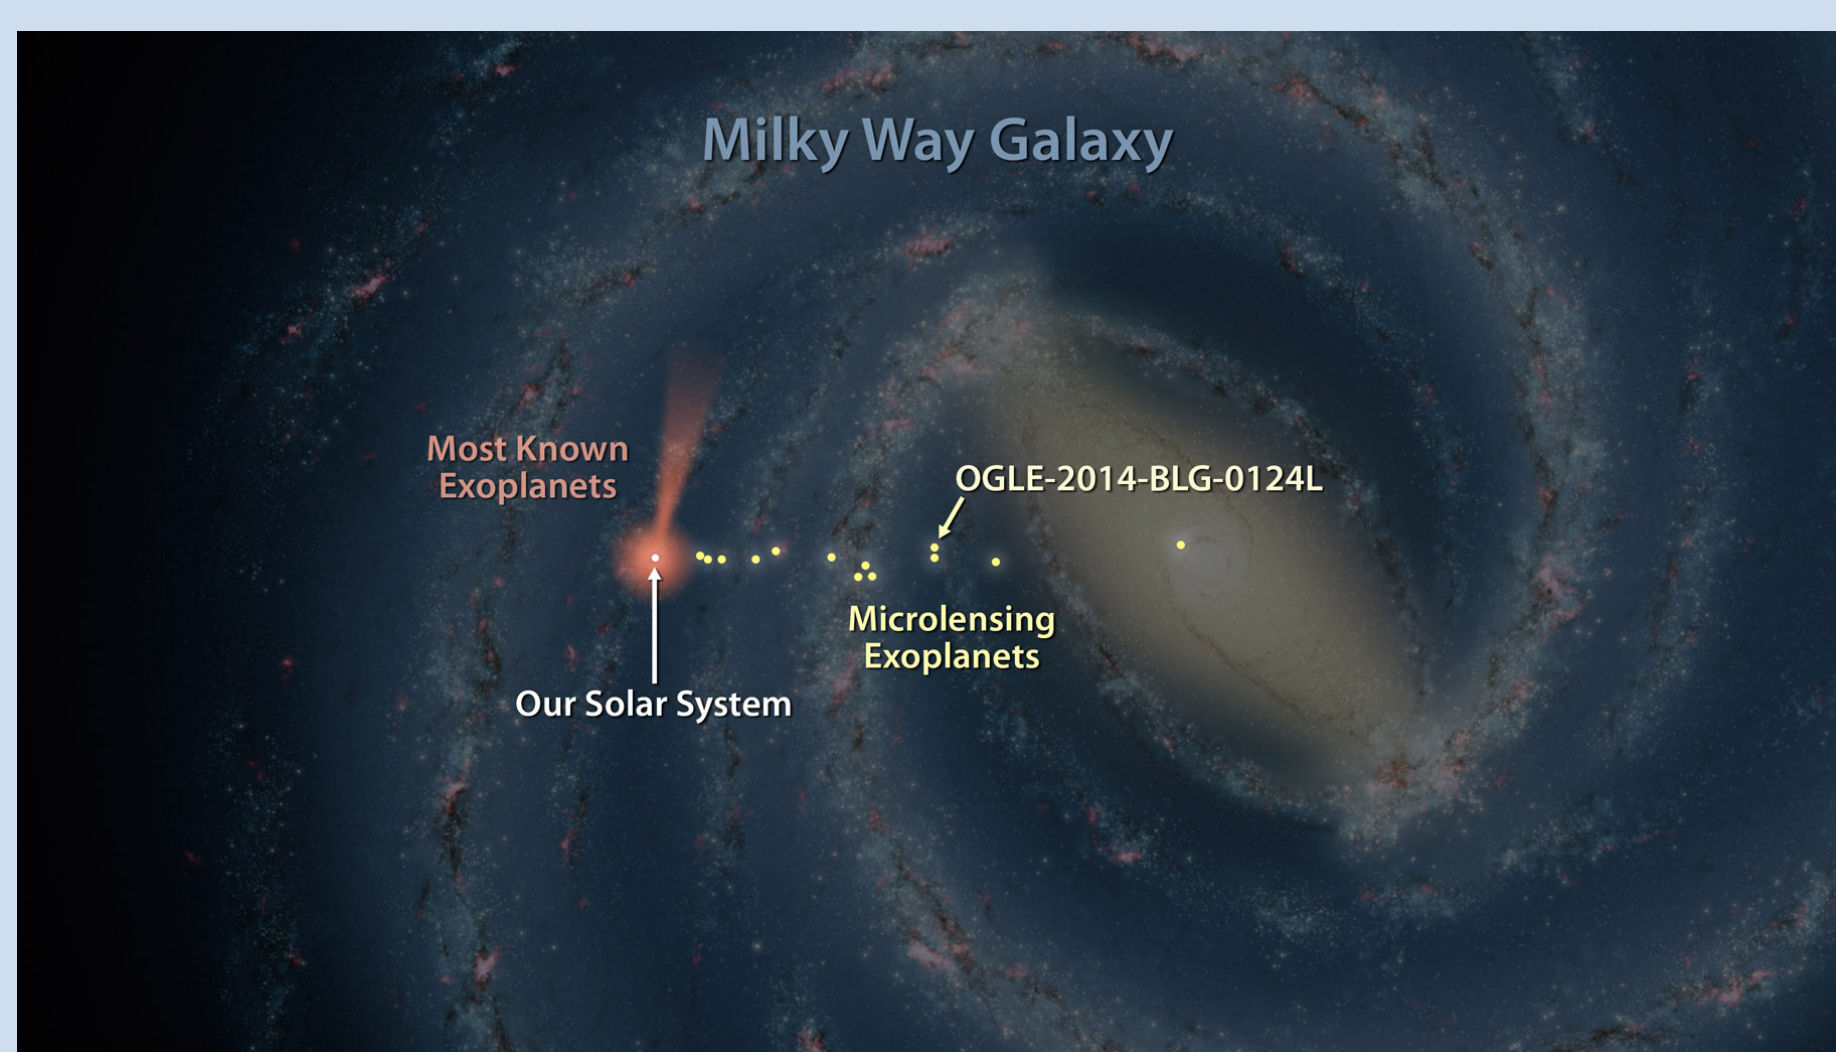 Milky Way Galaxy
Most Known
Exoplanets
OGLE-2014-BLG-0124L
Microlensing
Exoplanets
Our Solar System